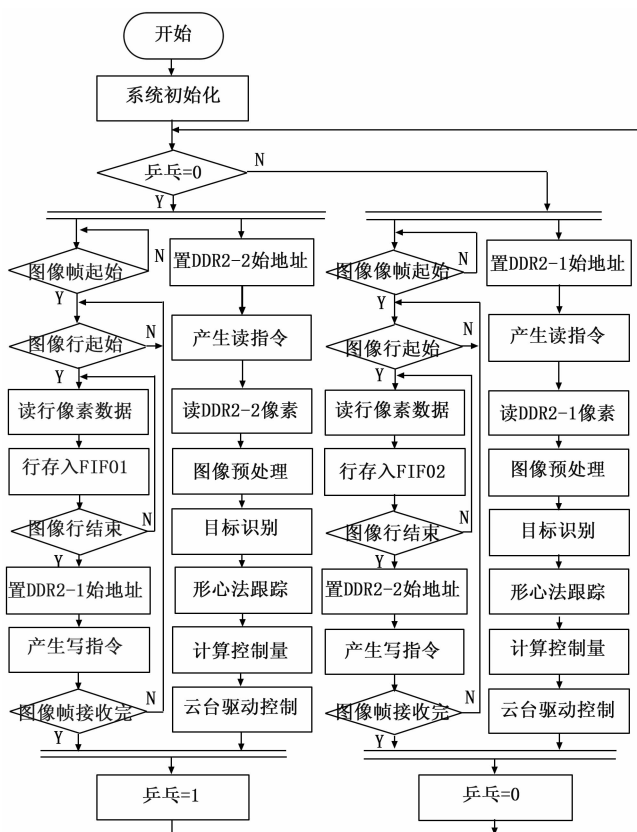 开始
系统初始化
乒乓=0
N
Y
图像帧起始
N
Y
图像行起始
N
Y
读行像素数据
行存入FIFO1
图像行结束
N
Y
置DDR2-1始地址
产生写指令
图像帧接收完
N
Y
置DDR2-2始地址
产生读指令
读DDR2-2像素
图像预处理
目标识别
形心法跟踪
计算控制量
云台驱动控制
乒乓=1
图像像帧起始
N
Y
图像行起始
N
Y
读行像素数据
行存入FIFO2
图像行结束
N
Y
置DDR2-2始地址
产生写指令
图像帧接收完
N
Y
置DDR2-1始地址
产生读指令
读DDR2-1像素
图像预处理
目标识别
形心法跟踪
计算控制量
云台驱动控制
乒乓=0